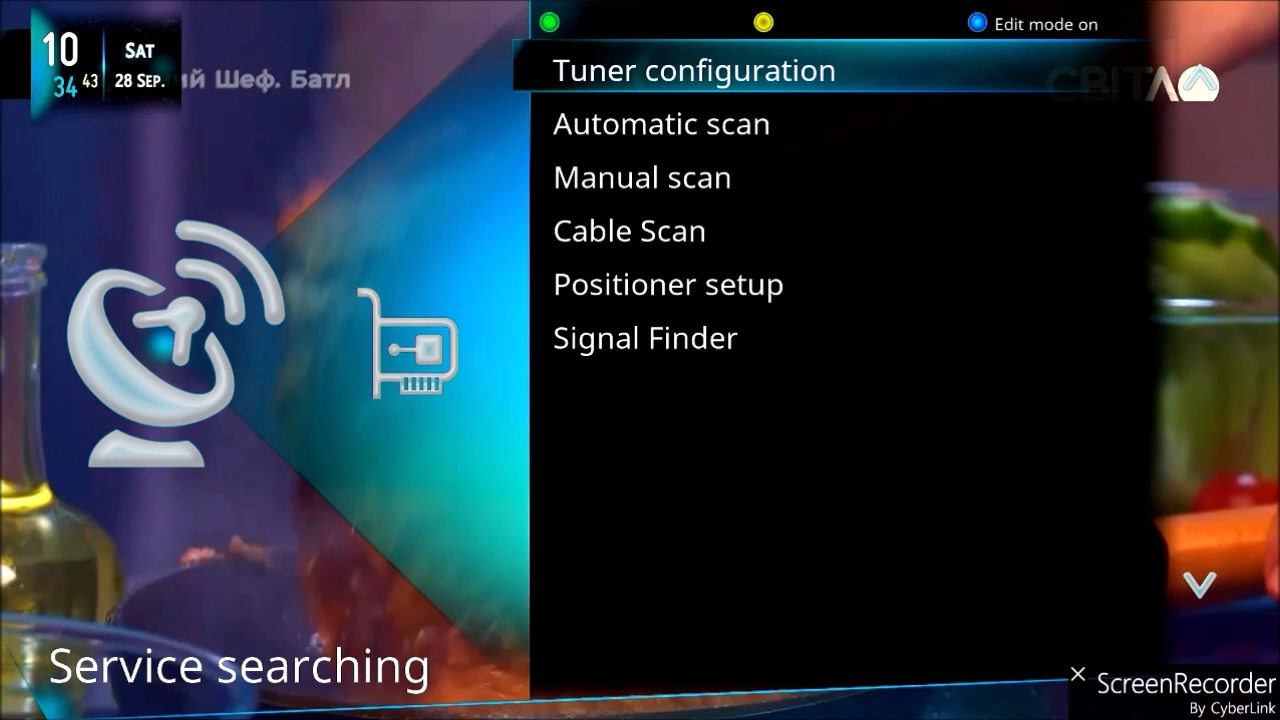 10
34 43
SAT
28 SEP.
ий Шеф. Батл
Edit mode on
СВІТЛО
Tuner configuration
Automatic scan
Manual scan
Cable Scan
Positioner setup
Signal Finder
Service searching
ScreenRecorder
By CyberLink